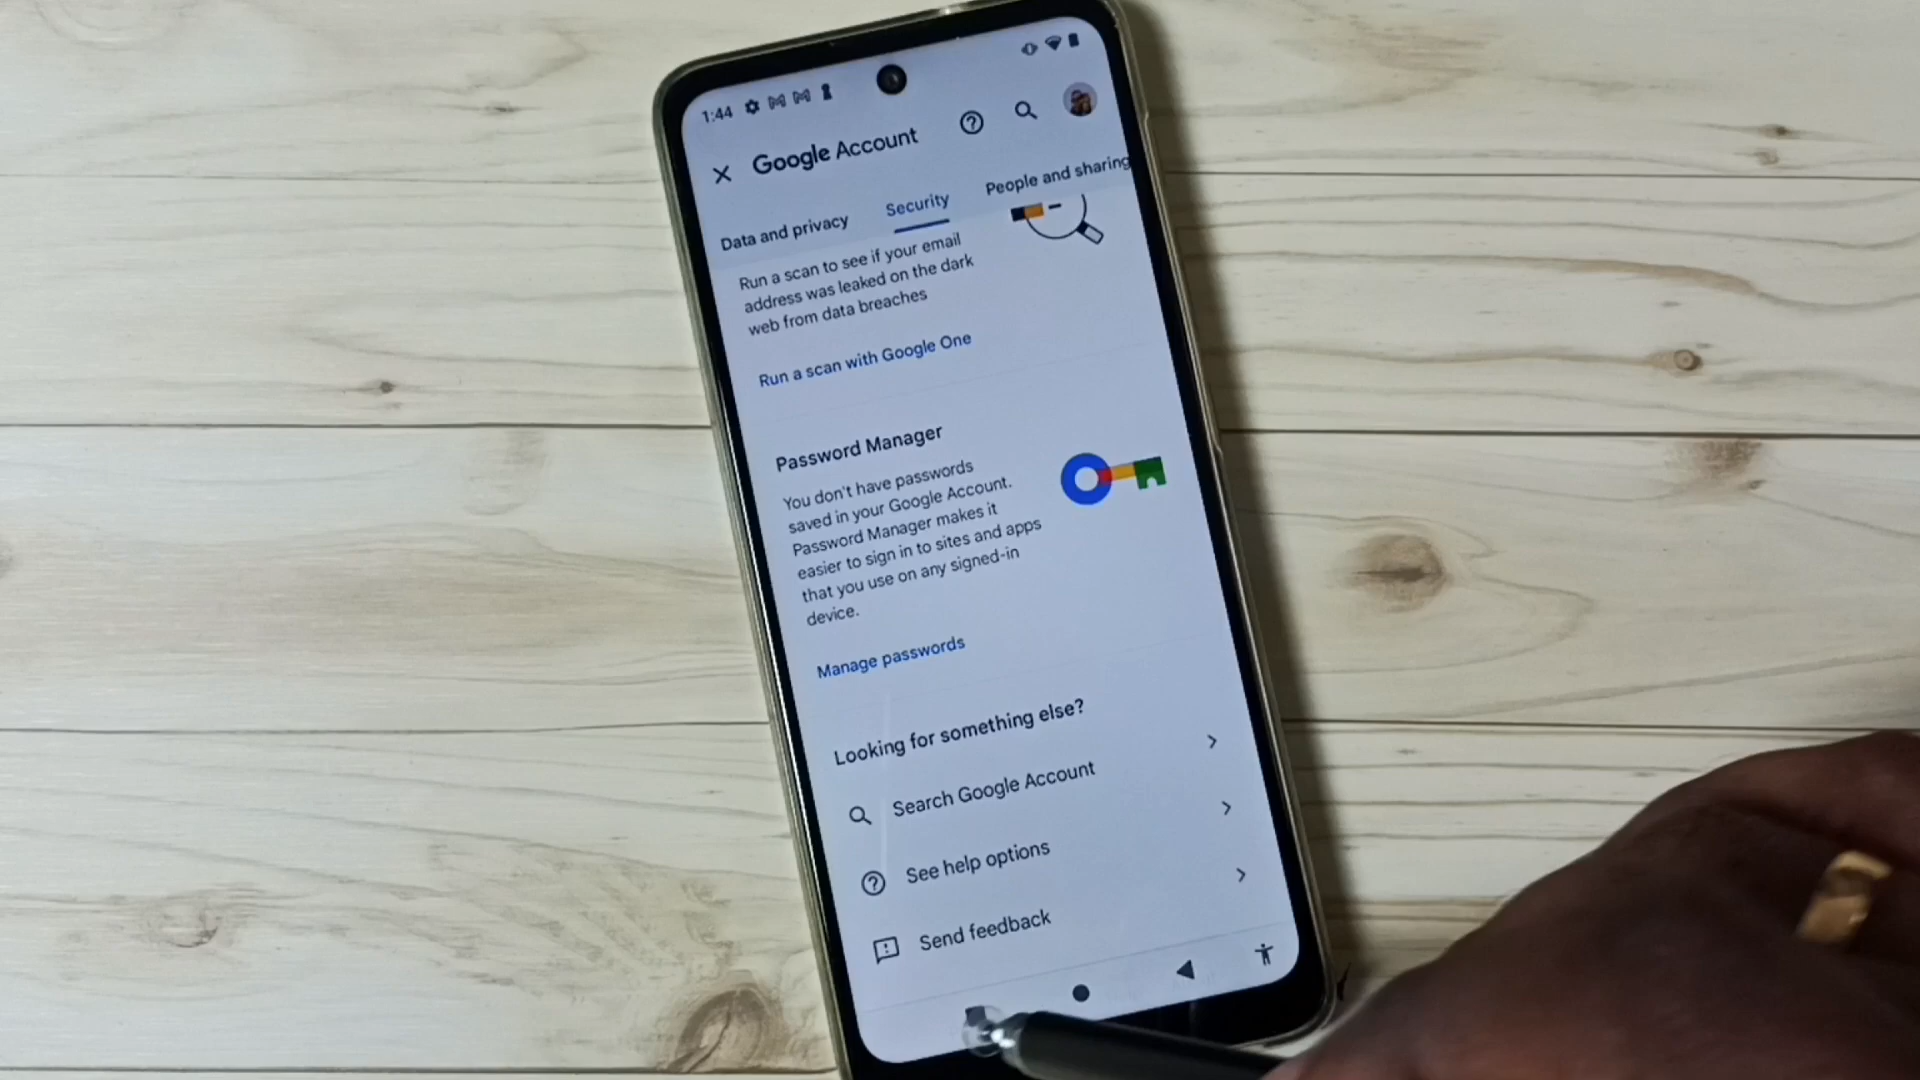 1:44
Google Account
Data and privacy
Security
People and sharing
Run a scan to see if your email
address was leaked on the dark
web from data breaches
Run a scan with Google One
Password Manager
You don't have passwords
saved in your Google Account.
Password Manager makes it
easier to sign in to sites and apps
that you use on any signed-in
device.
Manage passwords
Looking for something else?
Search Google Account
See help options
Send feedback